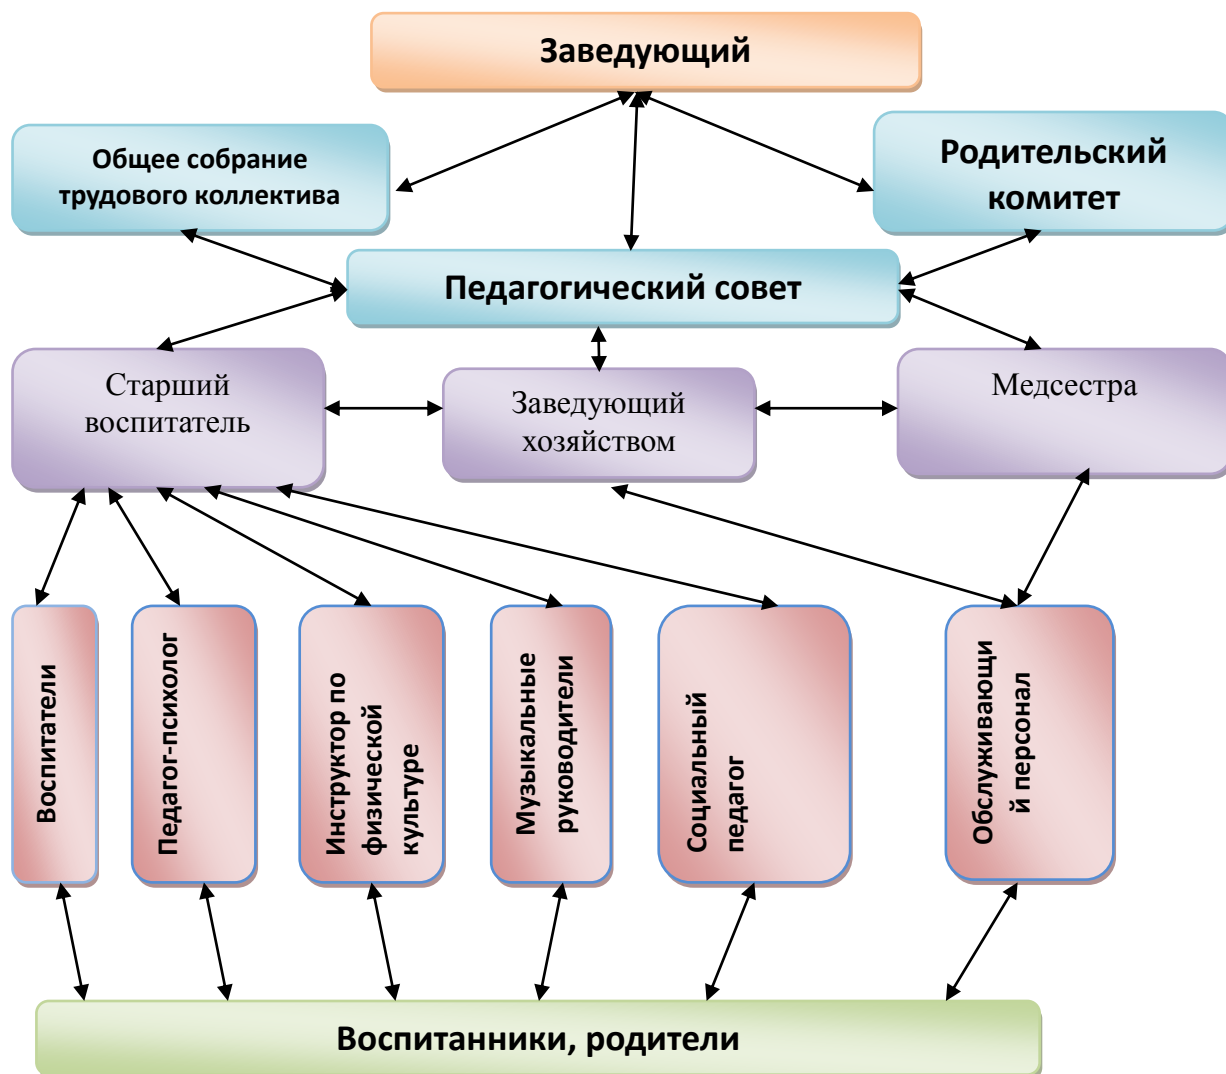 Заведующий
Общее собрание
трудового коллектива
Родительский
комитет
Педагогический совет
Старший
воспитатель
Заведующий
хозяйством
Медсестра
Воспитатели
Педагог-психолог
Инструктор по
физической
культуре
Музыкальные
руководители
Социальный
педагог
Обслуживающи
й персонал
Воспитанники, родители